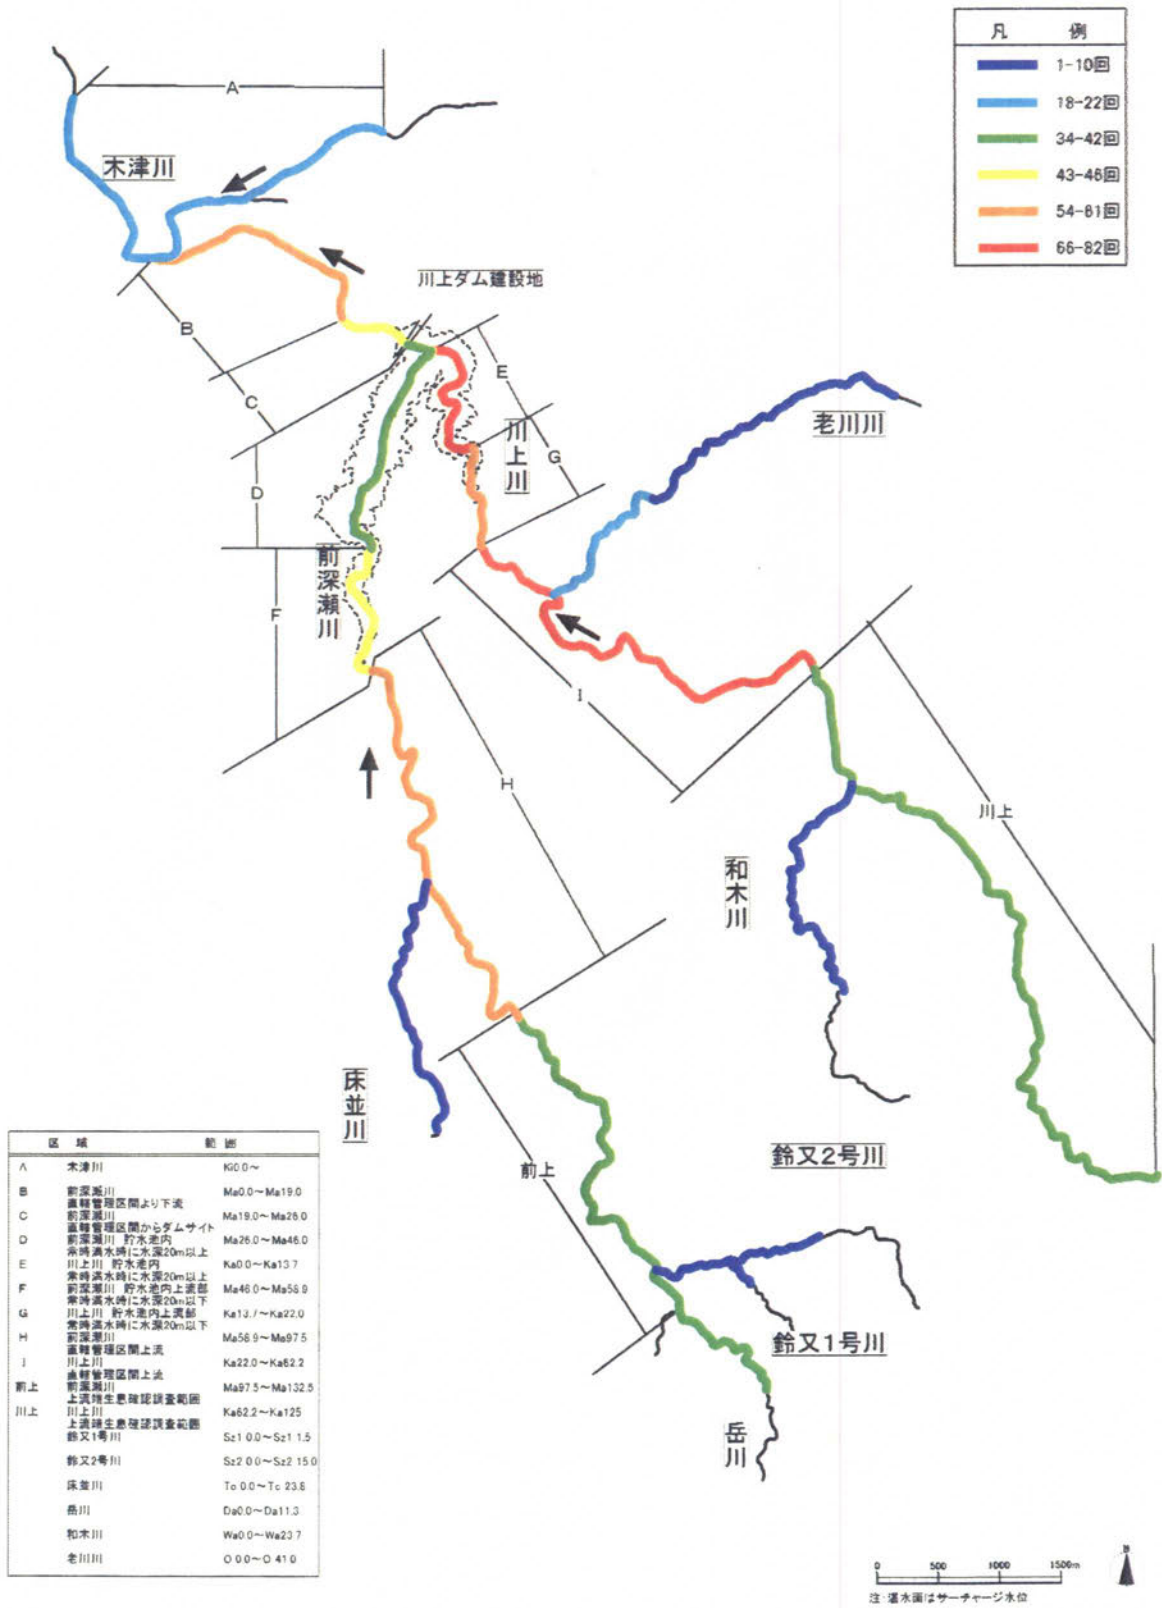 凡 例
1-10回
18-22回
34-42回
43-46回
54-61回
66-82回
A
木津川
川上ダム建設地
B
C
E
川上川
G
老川川
D
前深瀬川
F
I
H
川上
和木川
床並川
前上
鈴又2号川
鈴又1号川
岳川
区 域 範 囲
A 木津川 Ki0.0～
B 前深瀬川 Ma0.0～Ma19.0
直轄管理区間より下流
C 前深瀬川 Ma19.0～Ma26.0
直轄管理区間からダムサイト
D 前深瀬川 貯水池内 Ma26.0～Ma46.0
常時満水時に水深20m以上
E 川上川 貯水池内 Ka0.0～Ka13.7
常時満水時に水深20m以上
F 前深瀬川 貯水池内上流部 Ma46.0～Ma58.9
常時満水時に水深20m以下
G 川上川 貯水池内上流部 Ka13.7～Ka22.0
常時満水時に水深20m以下
H 前深瀬川 Ma58.9～Ma97.5
直轄管理区間上流
I 川上川 Ka22.0～Ka62.2
直轄管理区間上流
前上 前深瀬川 Ma97.5～Ma132.5
上流端生息確認調査範囲
川上 川上川 Ka62.2～Ka125
上流端生息確認調査範囲
鈴又1号川 Sz1 0.0～Sz1 1.5
鈴又2号川 Sz2 0.0～Sz2 15.0
床並川 To 0.0～To 23.8
岳川 Da0.0～Da11.3
和木川 Wa0.0～Wa23.7
老川川 O 0.0～O 41.0
0 500 1000 1500m
注:湛水面はサーチャージ水位
N